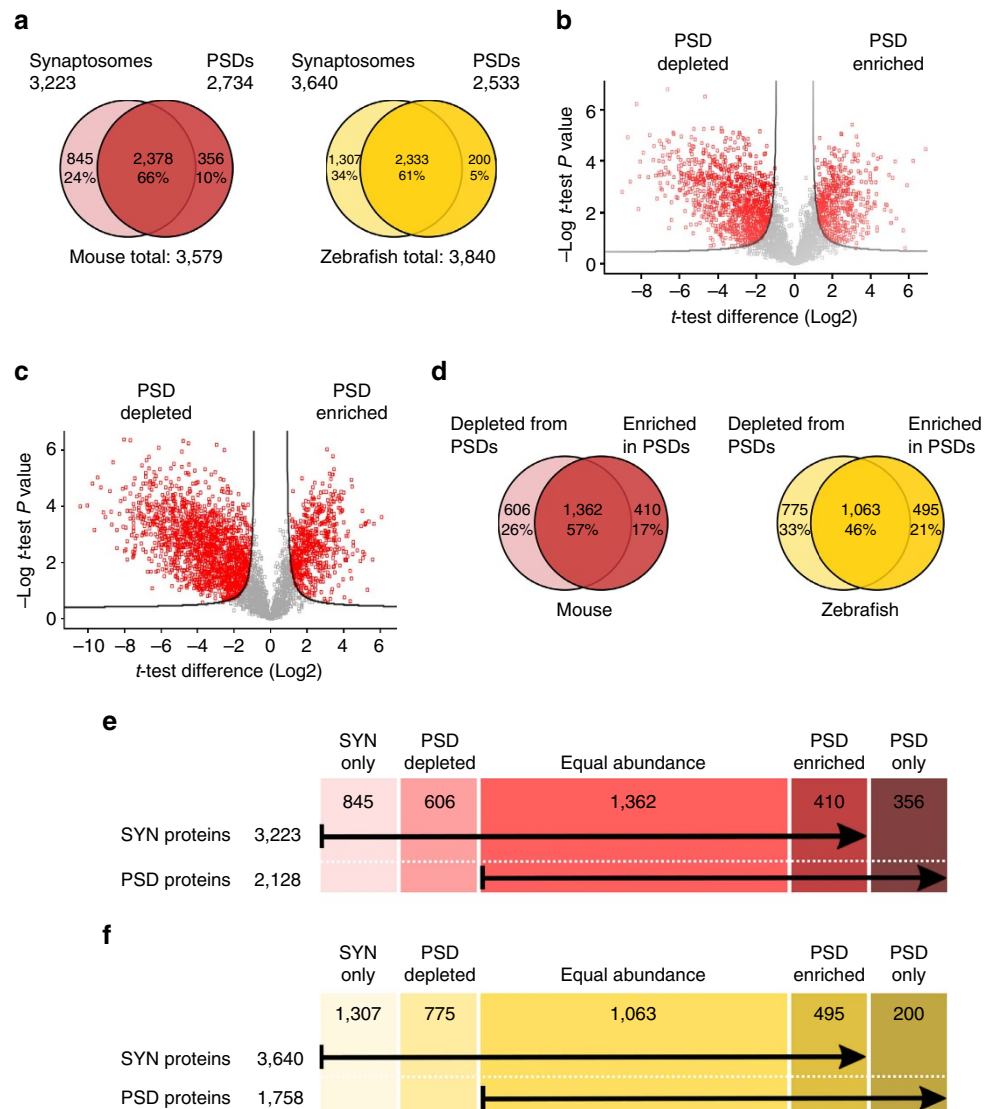 a
Synaptosomes
3,223
PSDs
2,734
845
24%
2,378
66%
356
10%
Mouse total: 3,579
Synaptosomes
3,640
PSDs
2,533
1,307
34%
2,333
61%
200
5%
Zebrafish total: 3,840
b
PSD
depleted
PSD
enriched
–Log t-test P value
6
4
2
0
–8 –6 –4 –2 0 2 4 6
t-test difference (Log2)
c
PSD
depleted
PSD
enriched
–Log t-test P value
6
4
2
0
–10 –8 –6 –4 –2 0 2 4 6
t-test difference (Log2)
d
Depleted from
PSDs
Enriched
in PSDs
606
26%
1,362
57%
410
17%
Mouse
Depleted from
PSDs
Enriched
in PSDs
775
33%
1,063
46%
495
21%
Zebrafish
e
SYN
only
PSD
depleted
Equal abundance
PSD
enriched
PSD
only
845 606 1,362 410 356
SYN proteins 3,223
PSD proteins 2,128
f
SYN
only
PSD
depleted
Equal abundance
PSD
enriched
PSD
only
1,307 775 1,063 495 200
SYN proteins 3,640
PSD proteins 1,758